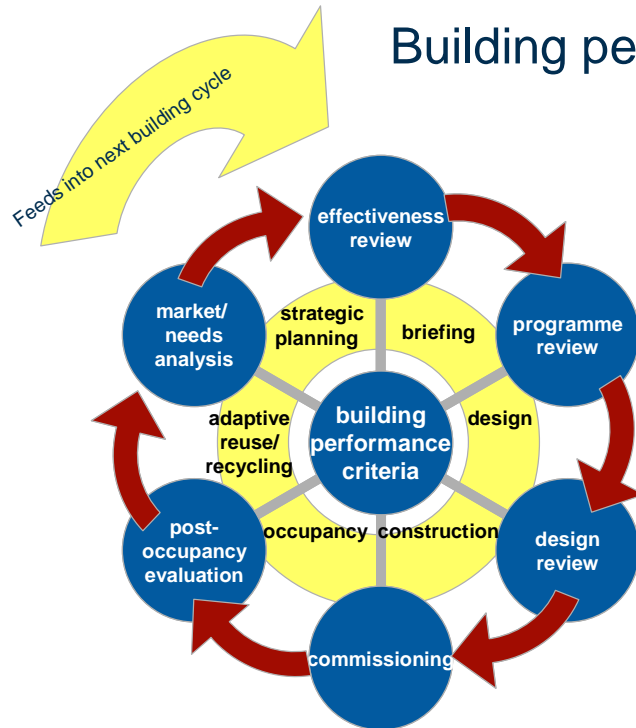 Building pe
Feeds into next building cycle
effectiveness
review
market/
needs
analysis
strategic
planning
briefing
programme
review
adaptive
reuse/
recycling
building
performance
criteria
design
post-
occupancy
evaluation
occupancy
construction
design
review
commissioning